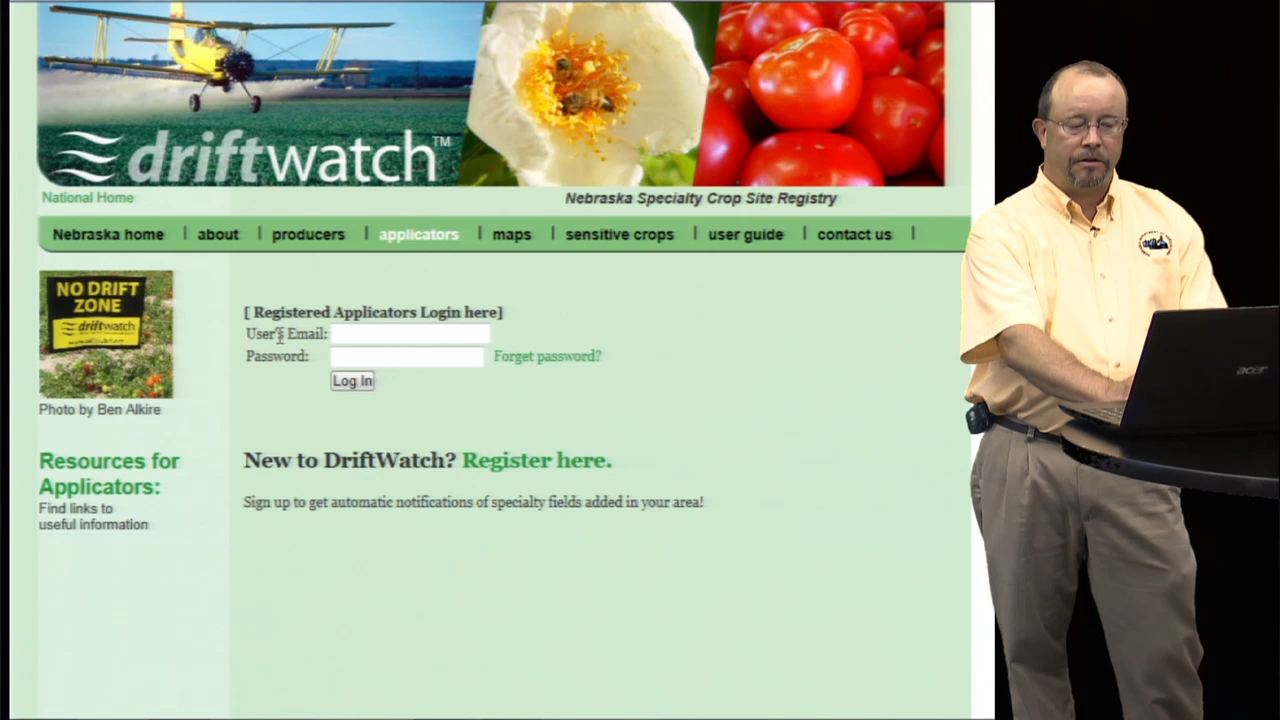 driftwatch™
National Home
Nebraska Specialty Crop Site Registry
Nebraska home | about | producers | applicators | maps | sensitive crops | user guide | contact us |
NO DRIFT
ZONE
driftwatch
Photo by Ben Alkire
[ Registered Applicators Login here]
User's Email:
Password: Forget password?
Log In
New to DriftWatch? Register here.
Sign up to get automatic notifications of specialty fields added in your area!
Resources for
Applicators:
Find links to
useful information
acer